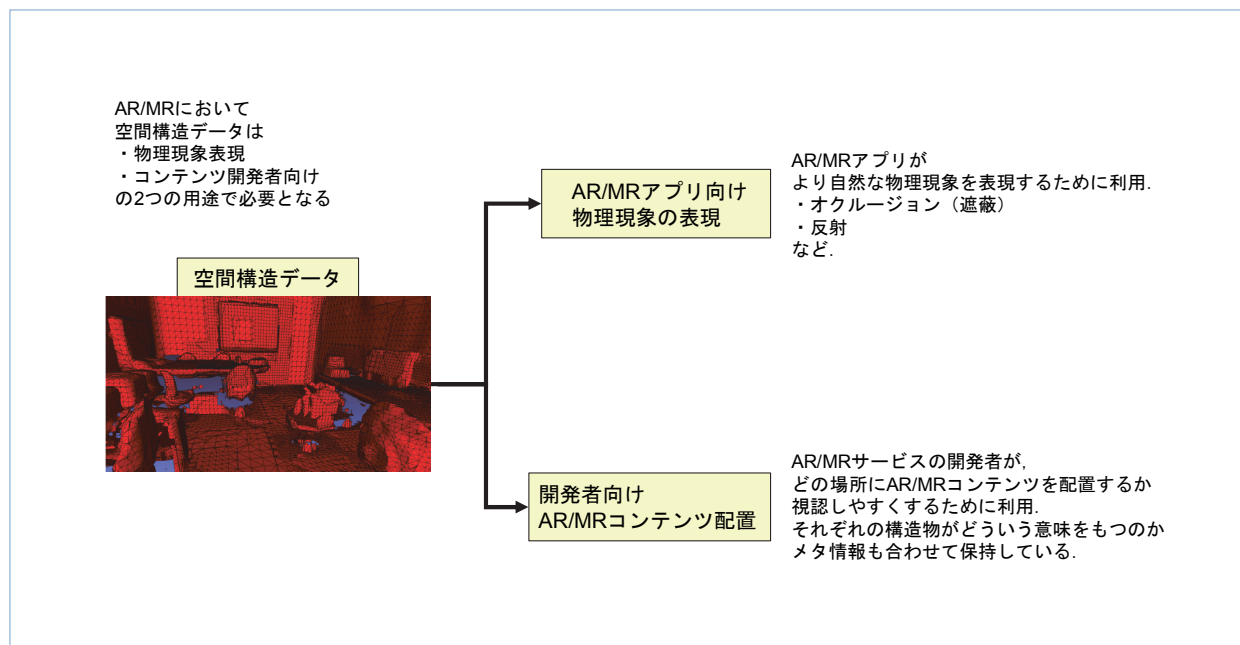 AR/MRにおいて
空間構造データは
・物理現象表現
・コンテンツ開発者向け
の2つの用途で必要となる
空間構造データ
AR/MRアプリ向け
物理現象の表現
AR/MRアプリが
より自然な物理現象を表現するために利用.
・オクルージョン（遮蔽）
・反射
など.
開発者向け
AR/MRコンテンツ配置
AR/MRサービスの開発者が,
どの場所にAR/MRコンテンツを配置するか
視認しやすくするために利用.
それぞれの構造物がどういう意味をもつのか
メタ情報も合わせて保持している.